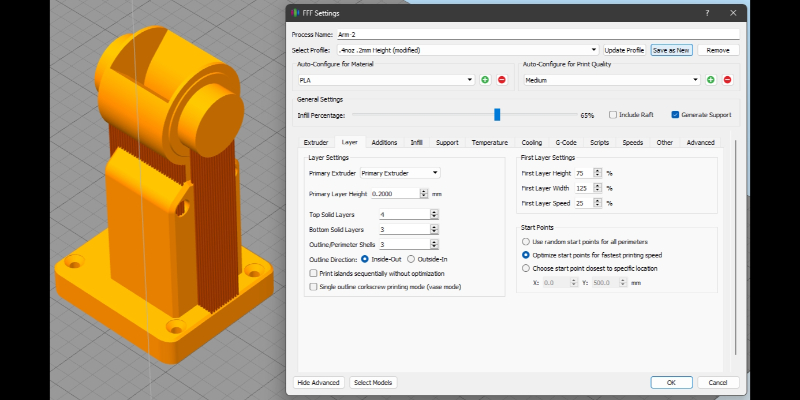 FFF Settings
Process Name: Arm-2
Select Profile: .4noz .2mm Height (modified) Update Profile Save as New Remove
Auto-Configure for Material Auto-Configure for Print Quality
PLA Medium
General Settings
Infill Percentage: 65% Include Raft Generate Support
Extruder Layer Additions Infill Support Temperature Cooling G-Code Scripts Speeds Other Advanced
Layer Settings
Primary Extruder Primary Extruder
Primary Layer Height 0.2000 mm
Top Solid Layers 4
Bottom Solid Layers 3
Outline/Perimeter Shells 3
Outline Direction: Inside-Out Outside-In
Print islands sequentially without optimization
Single outline corkscrew printing mode (vase mode)
First Layer Settings
First Layer Height 75 %
First Layer Width 125 %
First Layer Speed 25 %
Start Points
Use random start points for all perimeters
Optimize start points for fastest printing speed
Choose start point closest to specific location
X: 0.0 Y: 500.0 mm
Hide Advanced Select Models OK Cancel